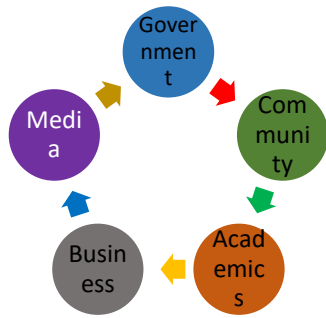 Gover
nmen
t
Com
muni
ty
Acad
emic
s
Busin
ess
Medi
a